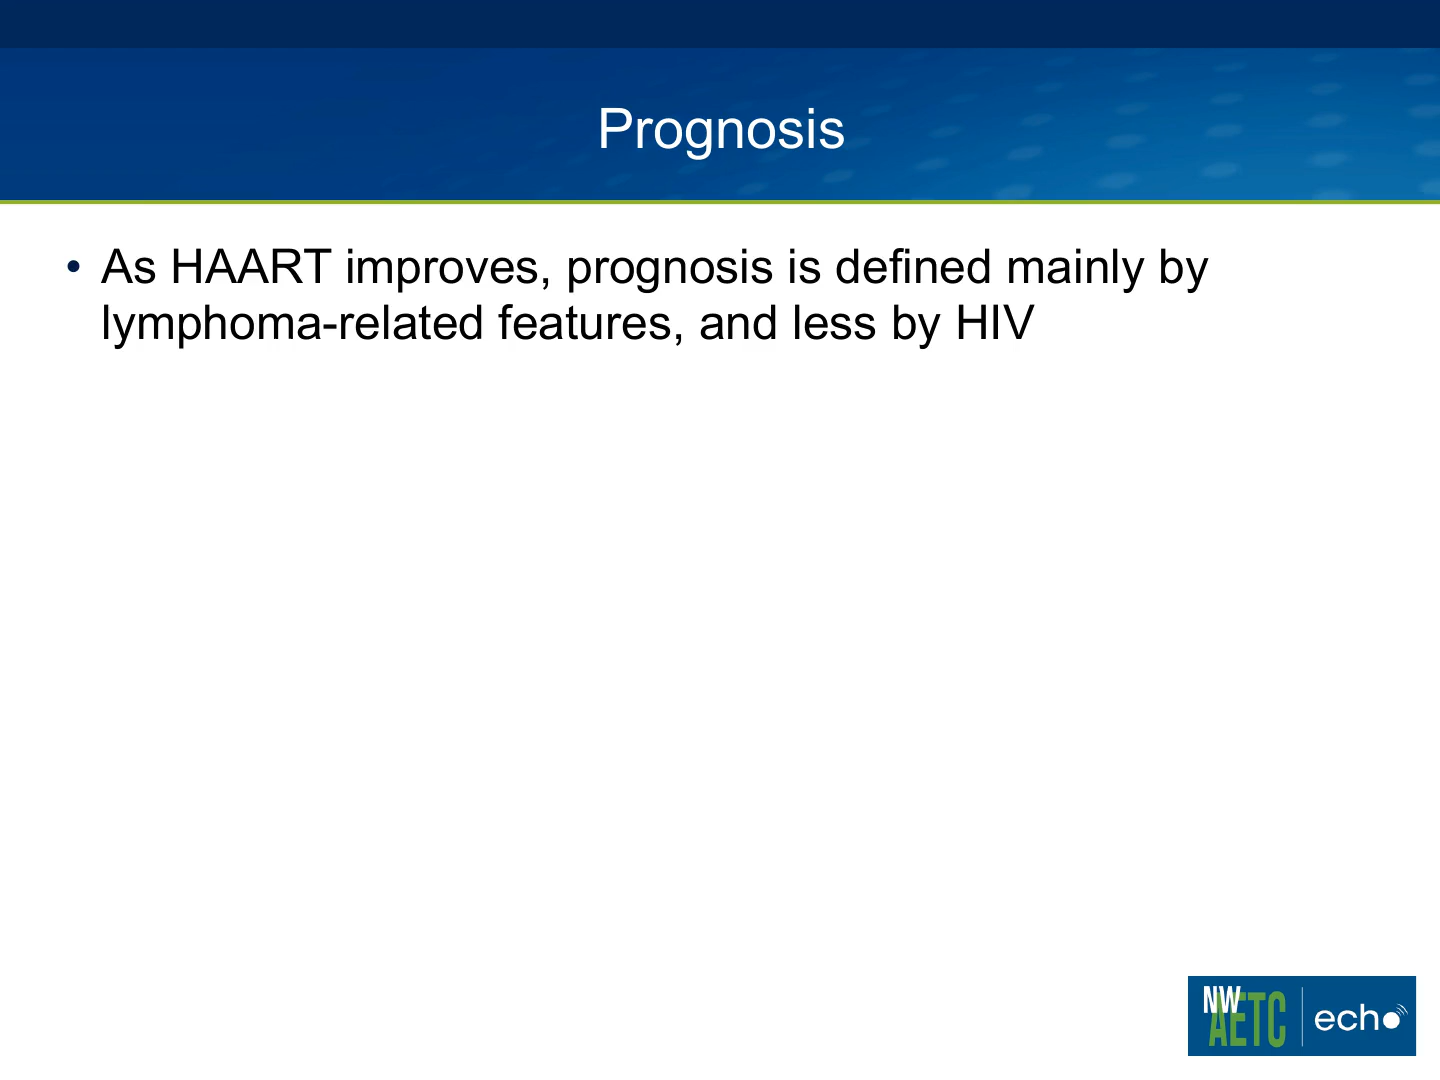 Prognosis
• As HAART improves, prognosis is defined mainly by
lymphoma-related features, and less by HIV
NW
AETC echo